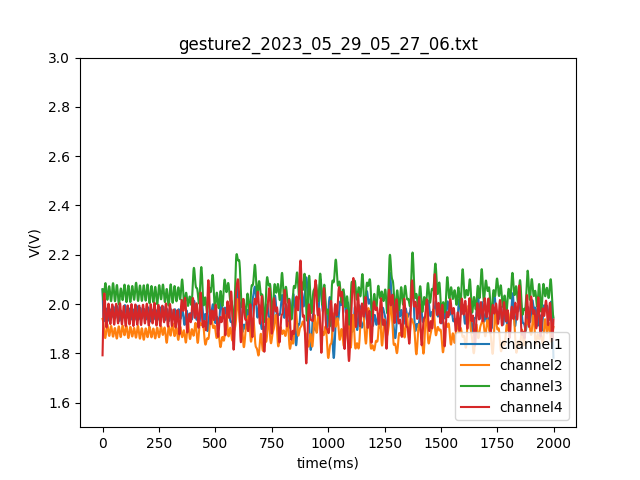 gesture2_2023_05_29_05_27_06.txt
3.0
2.8
2.6
2.4
2.2
2.0
1.8
1.6
V(V)
channel1
channel2
channel3
channel4
0 250 500 750 1000 1250 1500 1750 2000
time(ms)